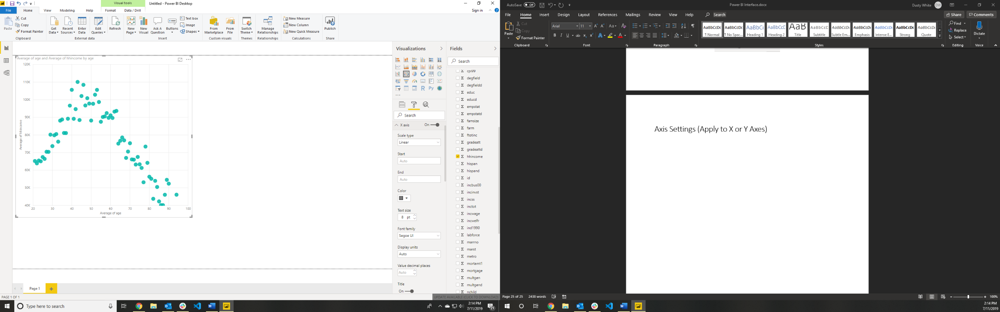 Visual tools
Untitled - Power BI Desktop
File
Home
View
Modeling
Help
Format
Data / Drill
Sign in
Paste
Cut
Copy
Format Painter
Clipboard
Get Data
Recent Sources
Enter Data
Edit Queries
Refresh
External data
New Page
New Visual
Ask A Question
Buttons
Text box
Image
Shapes
Insert
From Marketplace
From File
Custom visuals
Switch Theme
Themes
Manage Relationships
Relationships
New Measure
New Column
New Quick Measure
Calculations
Publish
Share
Average of age and Average of hhincome by age
120K
110K
100K
90K
80K
70K
60K
50K
40K
Average of hhincome
20 30 40 50 60 70 80 90 100
Average of age
Visualizations
R Py
Search
X axis On
Scale type
Linear
Start
Auto
End
Auto
Color
Text size
8 pt
Font family
Segoe UI
Display units
Auto
Value decimal places
Auto
Title
On
Fields
Search
cpi99
degfield
degfieldd
educ
educd
empstat
empstatd
famsize
farm
ftotinc
gradeatt
gradeattd
hhincome
hispan
hispand
id
incbus00
incinvst
incss
inctot
incwage
incwelfr
ind1990
labforce
marrno
marst
metro
mortamt1
mortgage
multgen
multgend
nchild
Page 1
PAGE 1 OF 1
UPDATE AVAILABLE (CLICK TO DOWNLOAD)
Type here to search
2:14 PM
7/11/2019
21
AutoSave Off
Power BI Interface.docx
Dusty White DW
File
Home
Insert
Design
Layout
References
Mailings
Review
View
Help
Search
Share
Comments
Paste
Cut
Copy
Format Painter
Clipboard
Arial 11
Font
Paragraph
AaBbCcDc
¶ Normal
AaBbCcDc
¶ No Spac...
AaBbCc
Heading 1
AaBbCcD
Heading 2
AaB
Title
AaBbCcD
Subtitle
AaBbCcDc
Subtle Em...
AaBbCcDc
Emphasis
AaBbCcDc
Intense E...
AaBbCcDc
Strong
AaBbCcDc
Quote
Styles
Find
Replace
Select
Editing
Dictate
Voice
Axis Settings (Apply to X or Y Axes)
Page 25 of 25
2438 words
100%
2:14 PM
7/11/2019